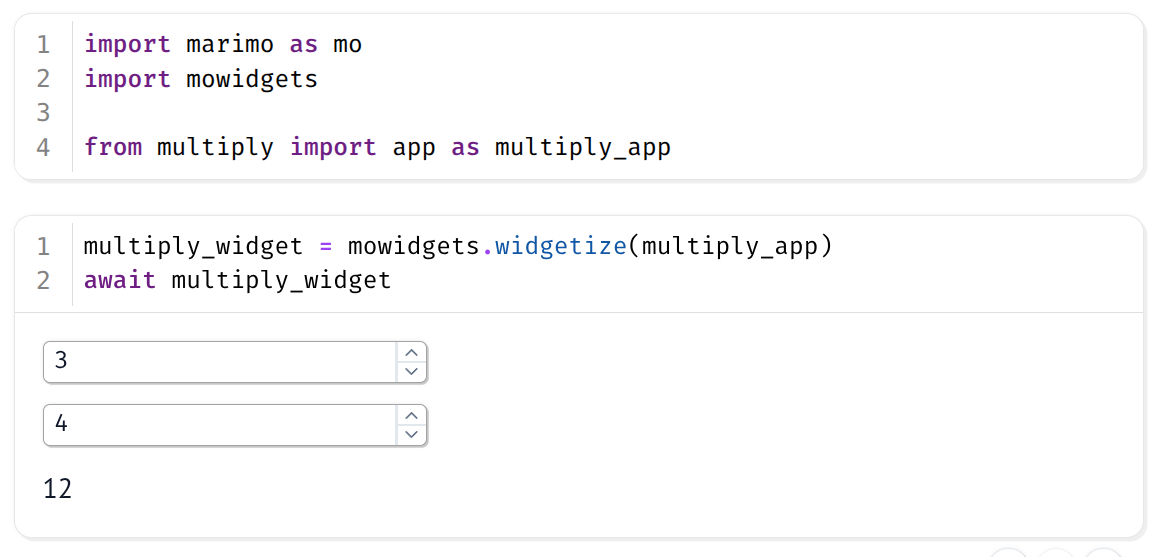 1 import marimo as mo
2 import mowidgets
3
4 from multiply import app as multiply_app
1 multiply_widget = mowidgets.widgetize(multiply_app)
2 await multiply_widget
3
4
12